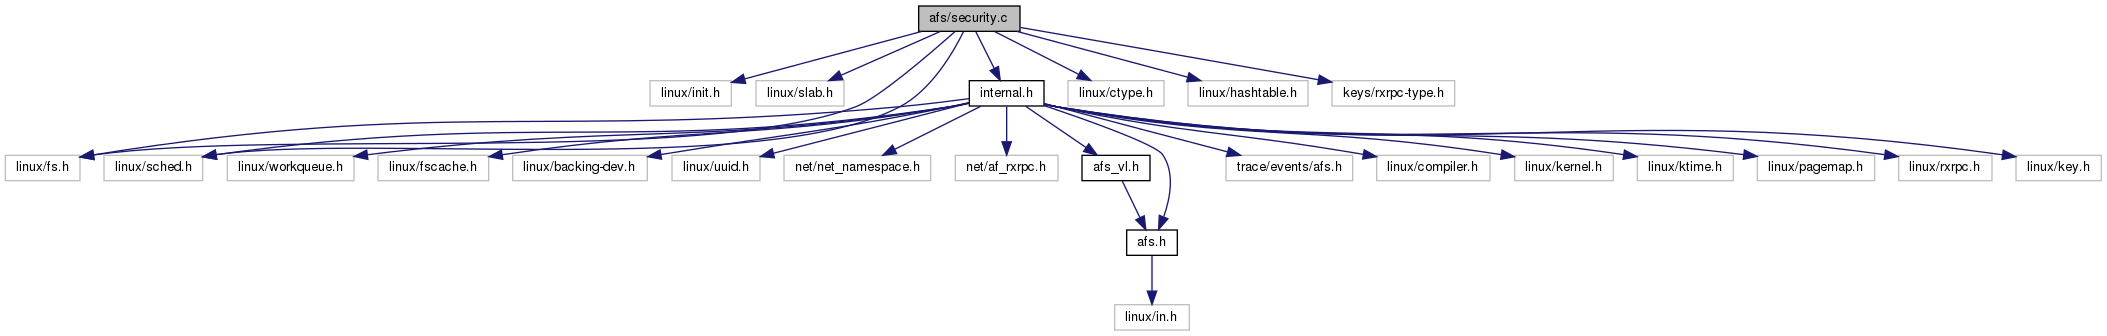 afs/security.c
linux/init.h
linux/slab.h
internal.h
linux/ctype.h
linux/hashtable.h
keys/rxrpc-type.h
linux/fs.h
linux/sched.h
linux/workqueue.h
linux/fscache.h
linux/backing-dev.h
linux/uuid.h
net/net_namespace.h
net/af_rxrpc.h
afs_vl.h
trace/events/afs.h
linux/compiler.h
linux/kernel.h
linux/ktime.h
linux/pagemap.h
linux/rxrpc.h
linux/key.h
afs.h
linux/in.h